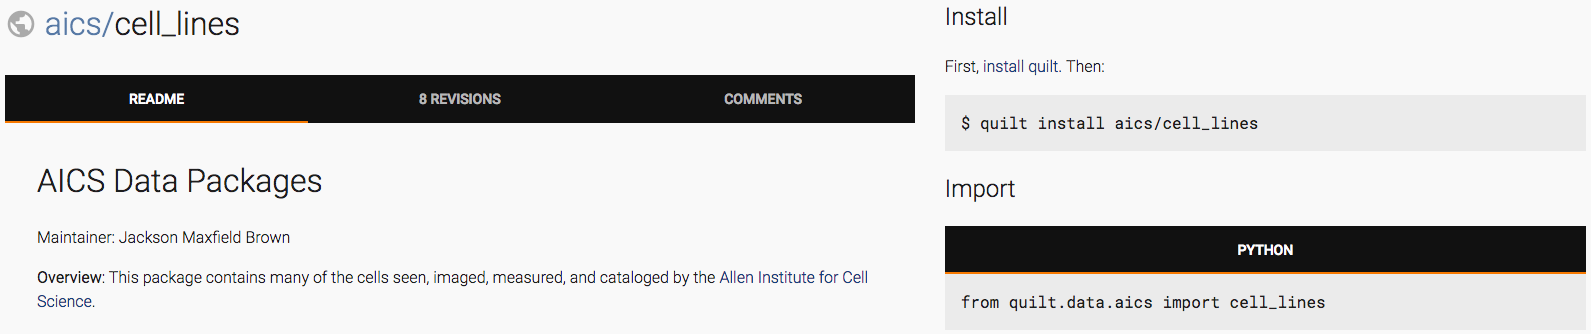 aics/cell_lines
README
8 REVISIONS
COMMENTS
AICS Data Packages
Maintainer: Jackson Maxfield Brown
Overview: This package contains many of the cells seen, imaged, measured, and cataloged by the Allen Institute for Cell
Science.
Install
First, install quilt. Then:
$ quilt install aics/cell_lines
Import
PYTHON
from quilt.data.aics import cell_lines